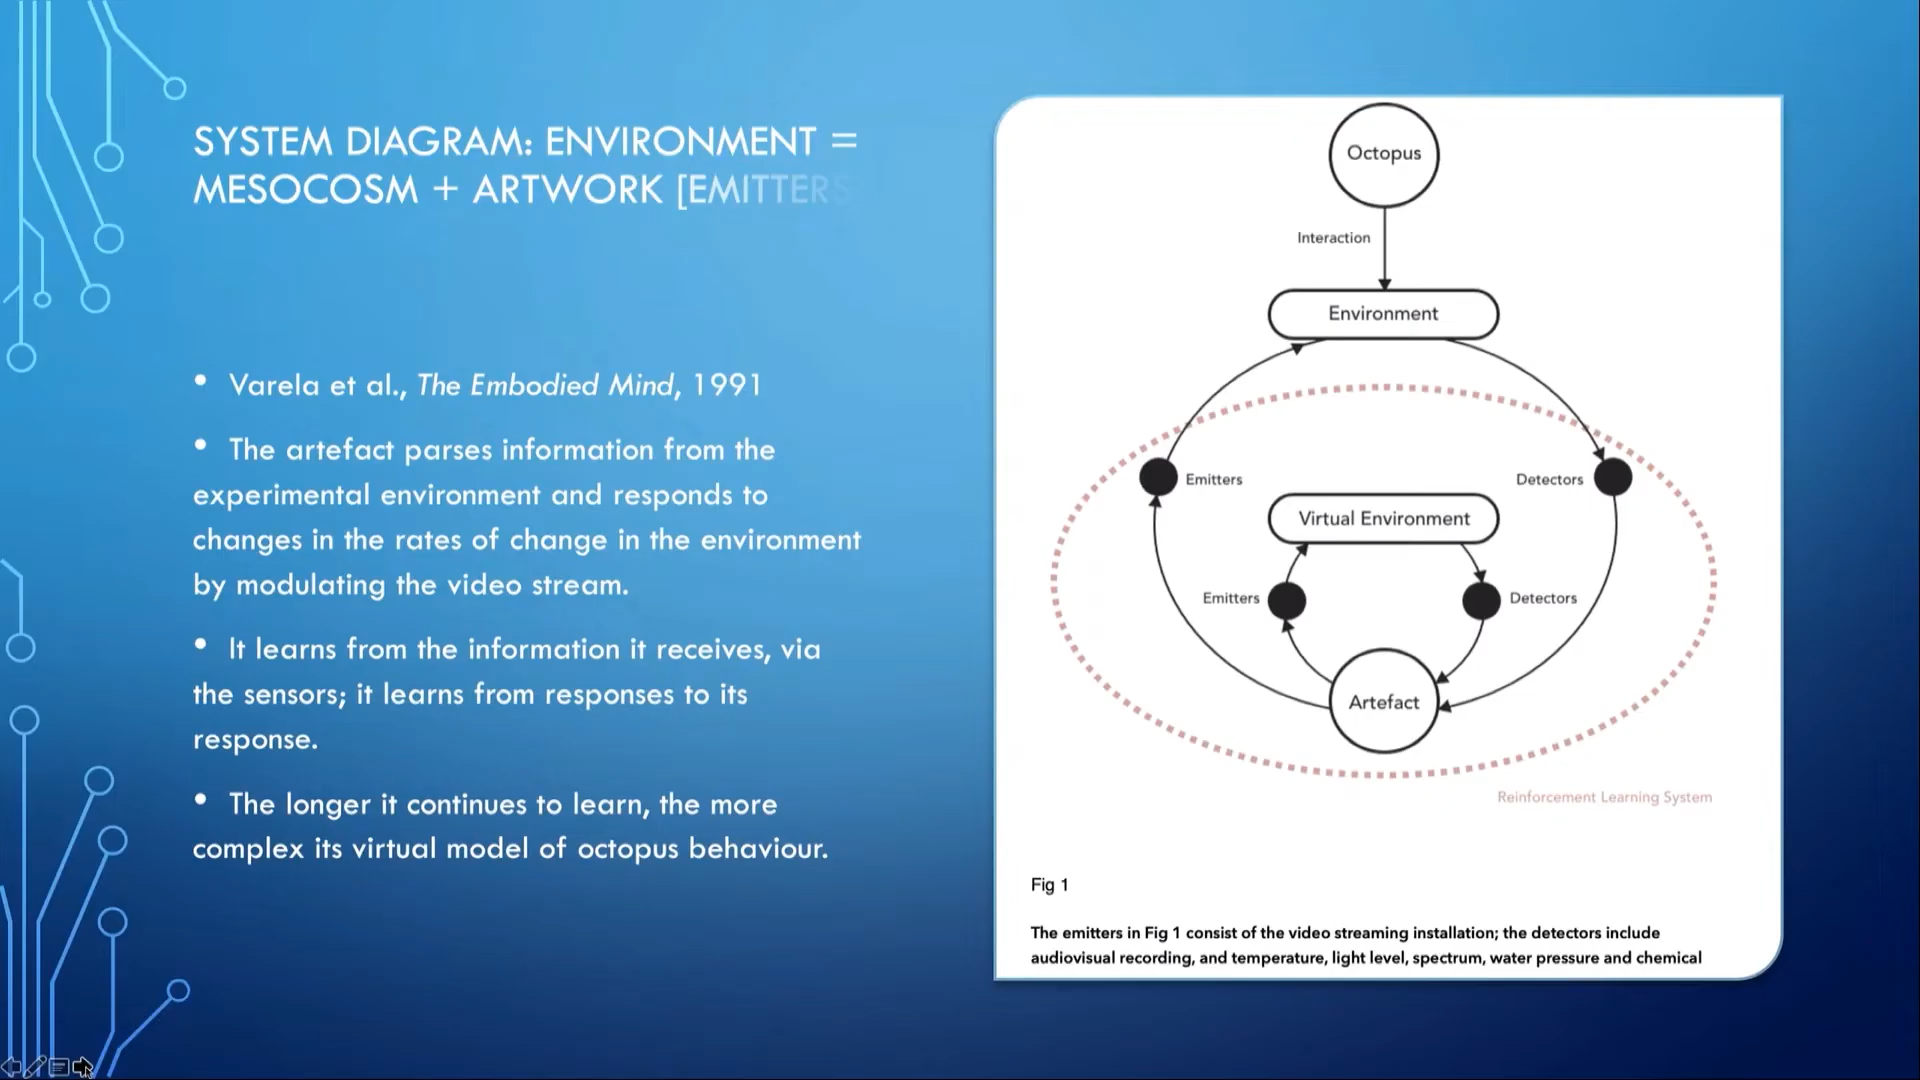 SYSTEM DIAGRAM: ENVIRONMENT =
MESOCOSM + ARTWORK [EMITTERS
• Varela et al., The Embodied Mind, 1991
• The artefact parses information from the
experimental environment and responds to
changes in the rates of change in the environment
by modulating the video stream.
• It learns from the information it receives, via
the sensors; it learns from responses to its
response.
• The longer it continues to learn, the more
complex its virtual model of octopus behaviour.
Octopus
Interaction
Environment
Emitters
Detectors
Virtual Environment
Emitters
Detectors
Artefact
Reinforcement Learning System
Fig 1
The emitters in Fig 1 consist of the video streaming installation; the detectors include
audiovisual recording, and temperature, light level, spectrum, water pressure and chemical